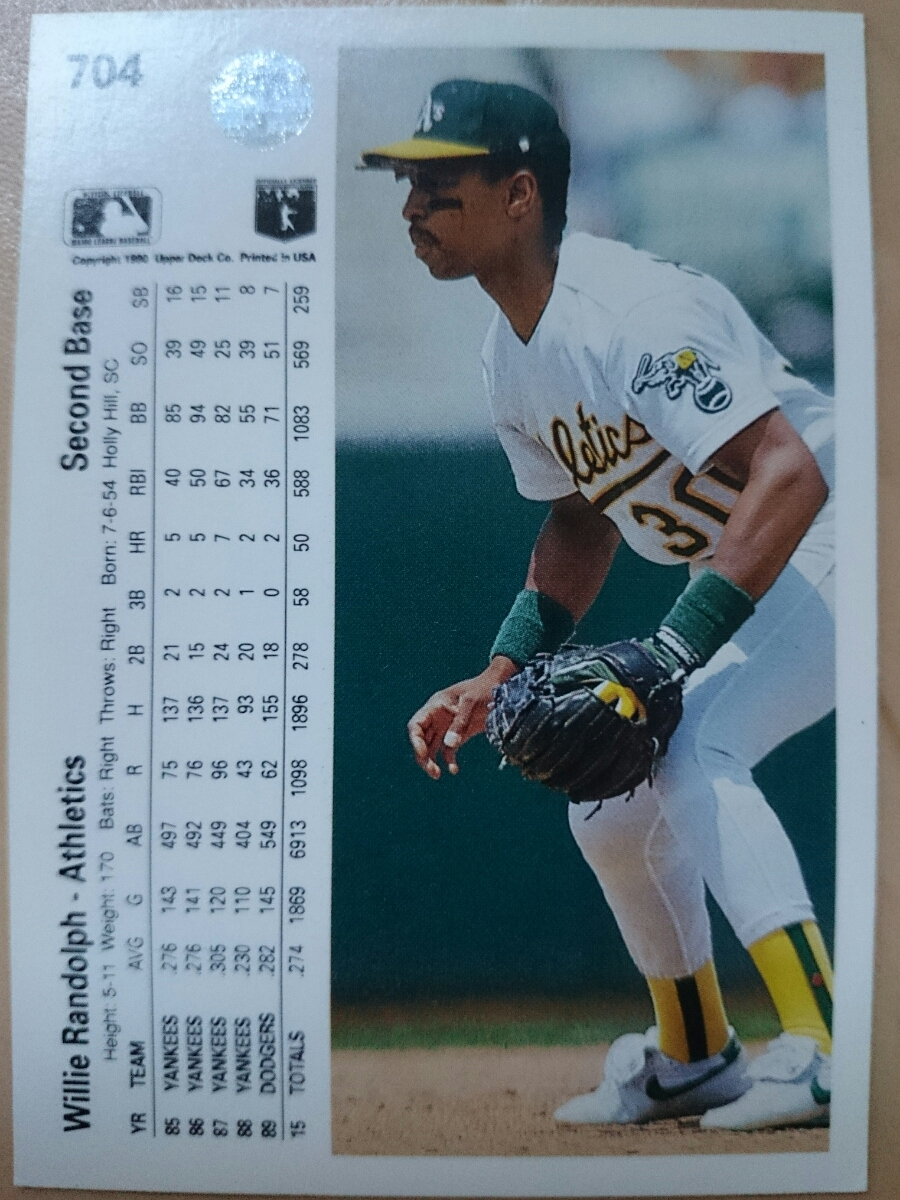 704
Copyright 1990 Upper Deck Co. Printed in USA
Willie Randolph - Athletics Second Base
Height: 5-11 Weight: 170 Bats: Right Throws: Right Born: 7-6-54 Holly Hill, SC
YR TEAM AVG G AB R H 2B 3B HR RBI BB SO SB
85 YANKEES .276 143 497 75 137 21 2 5 40 85 39 16
86 YANKEES .276 141 492 76 136 15 2 5 50 94 49 15
87 YANKEES .305 120 449 96 137 24 2 7 67 82 25 11
88 YANKEES .230 110 404 43 93 20 1 2 34 55 39 8
89 DODGERS .282 145 549 62 155 18 0 2 36 71 51 7
15 TOTALS .274 1869 6913 1098 1896 278 58 50 588 1083 569 259
A's
letics
30